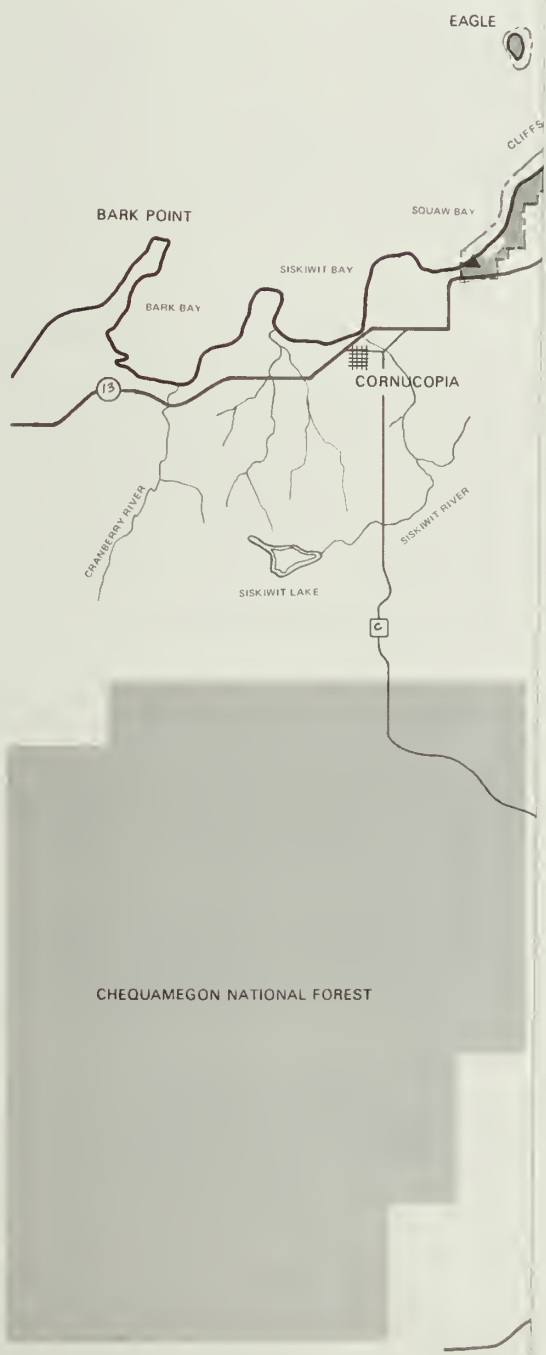 EAGLE
CLIFFS
SQUAW BAY
BARK POINT
SISKIWIT BAY
BARK BAY
13
CORNUCOPIA
CRANBERRY RIVER
SISKIWIT RIVER
SISKIWIT LAKE
C
CHEQUAMEGON NATIONAL FOREST